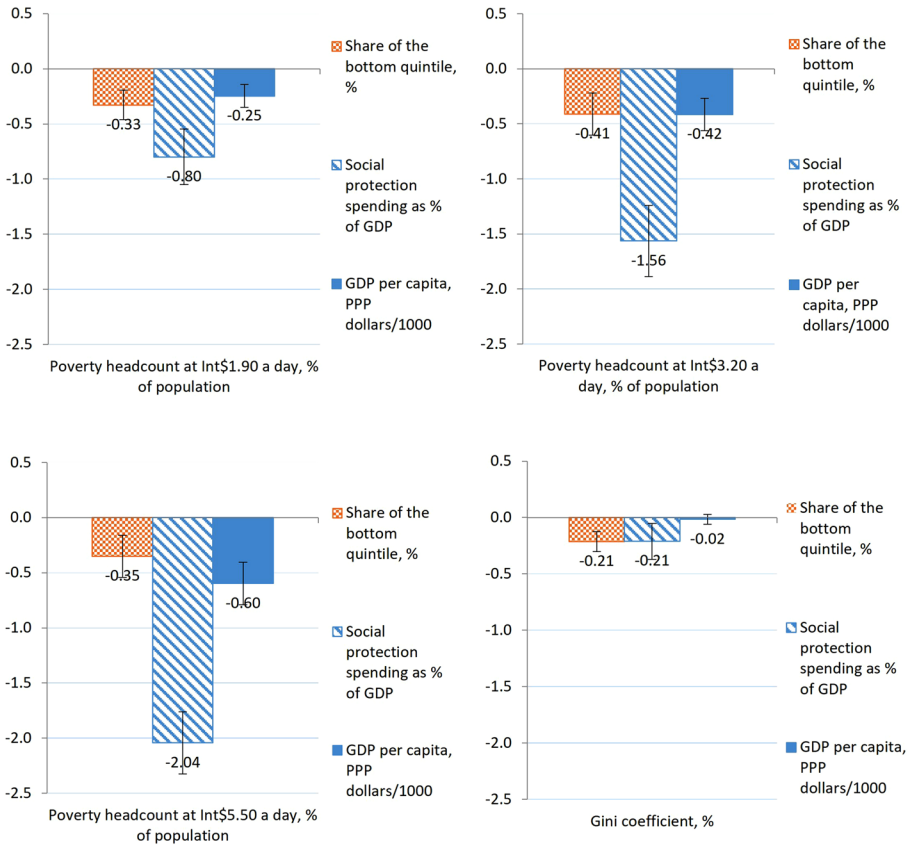 0.5
0.0
-0.5
-1.0
-1.5
-2.0
-2.5
-0.33
-0.80
-0.25
Share of the
bottom quintile,
%
Social
protection
spending as %
of GDP
GDP per capita,
PPP
dollars/1000
Poverty headcount at Int$1.90 a day, %
of population
0.5
0.0
-0.5
-1.0
-1.5
-2.0
-2.5
-0.41
-1.56
-0.42
Share of the
bottom
quintile, %
Social
protection
spending as %
of GDP
GDP per
capita, PPP
dollars/1000
Poverty headcount at Int$3.20 a
day, % of population
0.5
0.0
-0.5
-1.0
-1.5
-2.0
-2.5
-0.35
-2.04
-0.60
Share of the
bottom
quintile, %
Social
protection
spending as %
of GDP
GDP per capita,
PPP
dollars/1000
Poverty headcount at Int$5.50 a day, %
of population
0.5
0.0
-0.5
-1.0
-1.5
-2.0
-2.5
-0.21
-0.21
-0.02
Share of the
bottom
quintile, %
Social
protection
spending as %
of GDP
GDP per capita,
PPP
dollars/1000
Gini coefficient, %